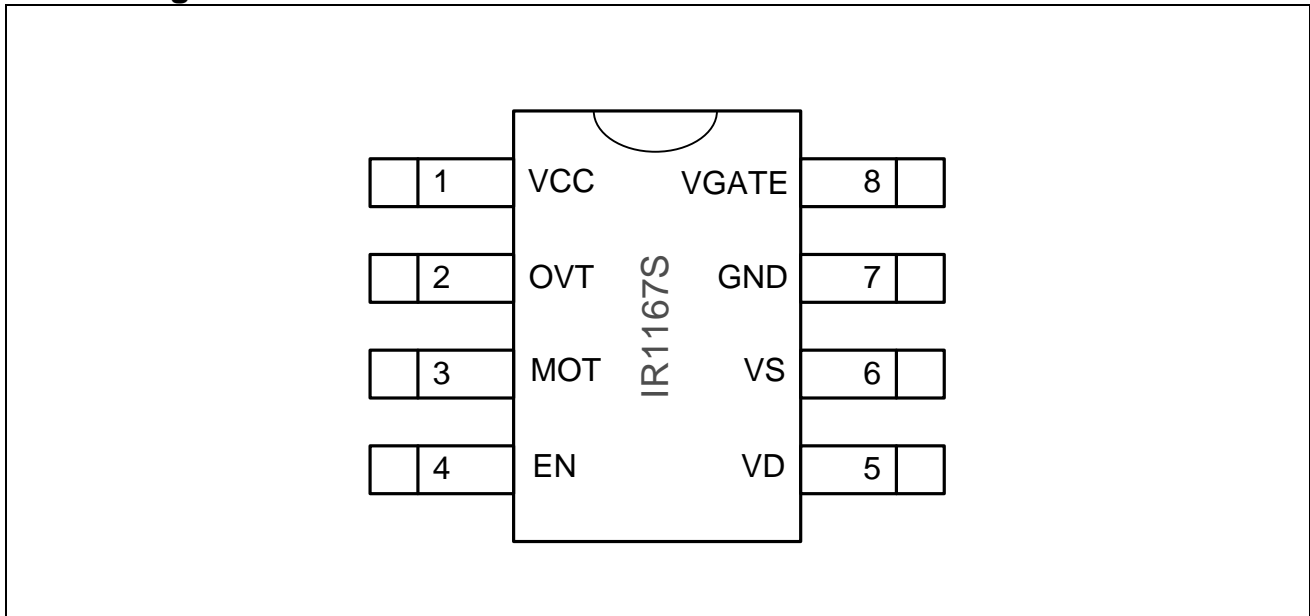 1 VCC VGATE 8
2 OVT GND 7
IR1167S
3 MOT VS 6
4 EN VD 5